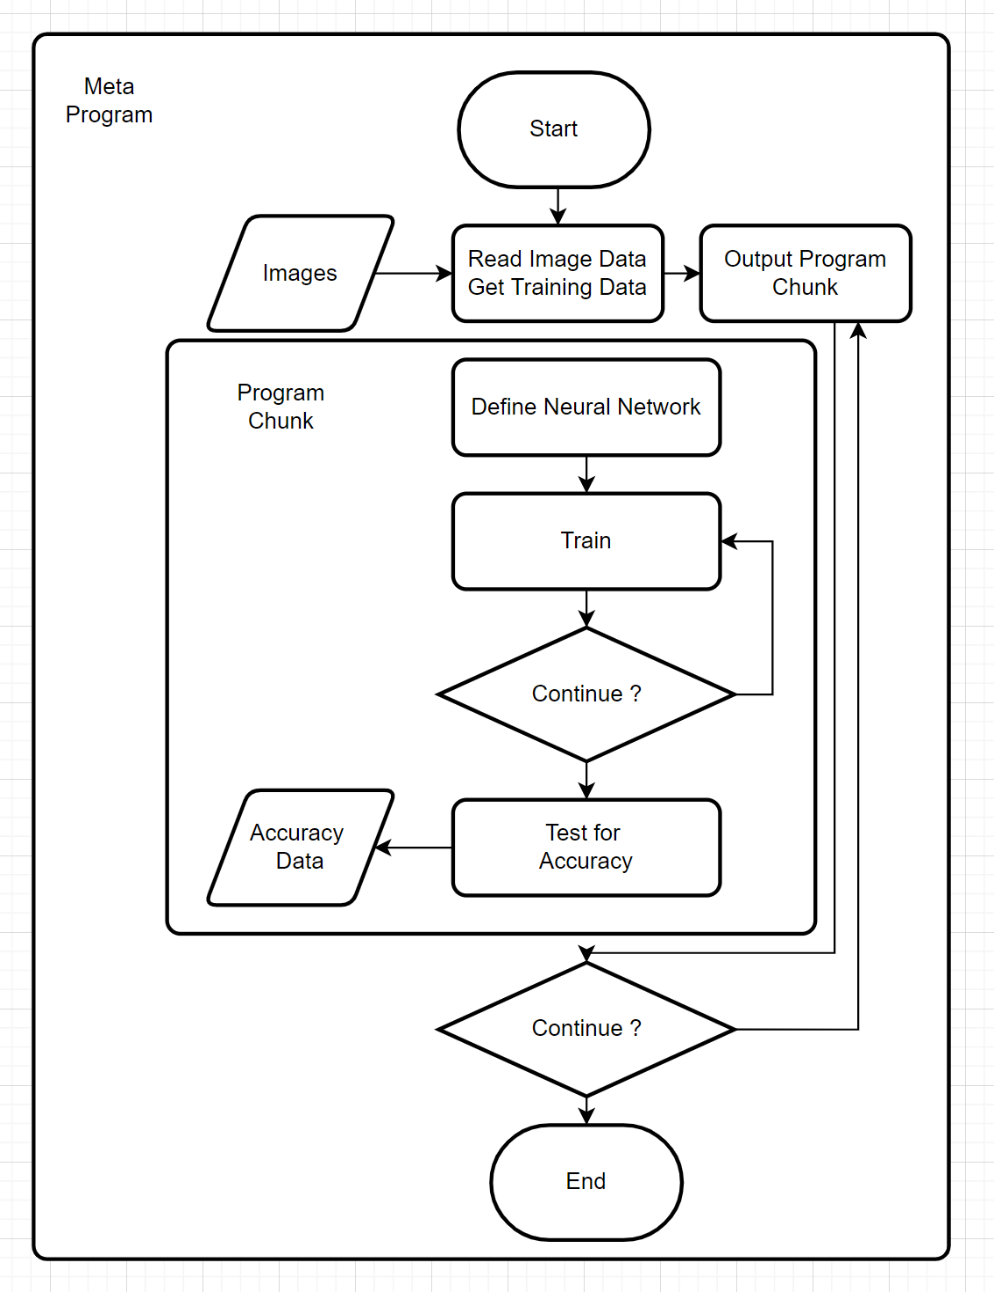 Meta
Program
Start
Images
Read Image Data
Get Training Data
Output Program
Chunk
Program
Chunk
Define Neural Network
Train
Continue ?
Accuracy
Data
Test for
Accuracy
Continue ?
End